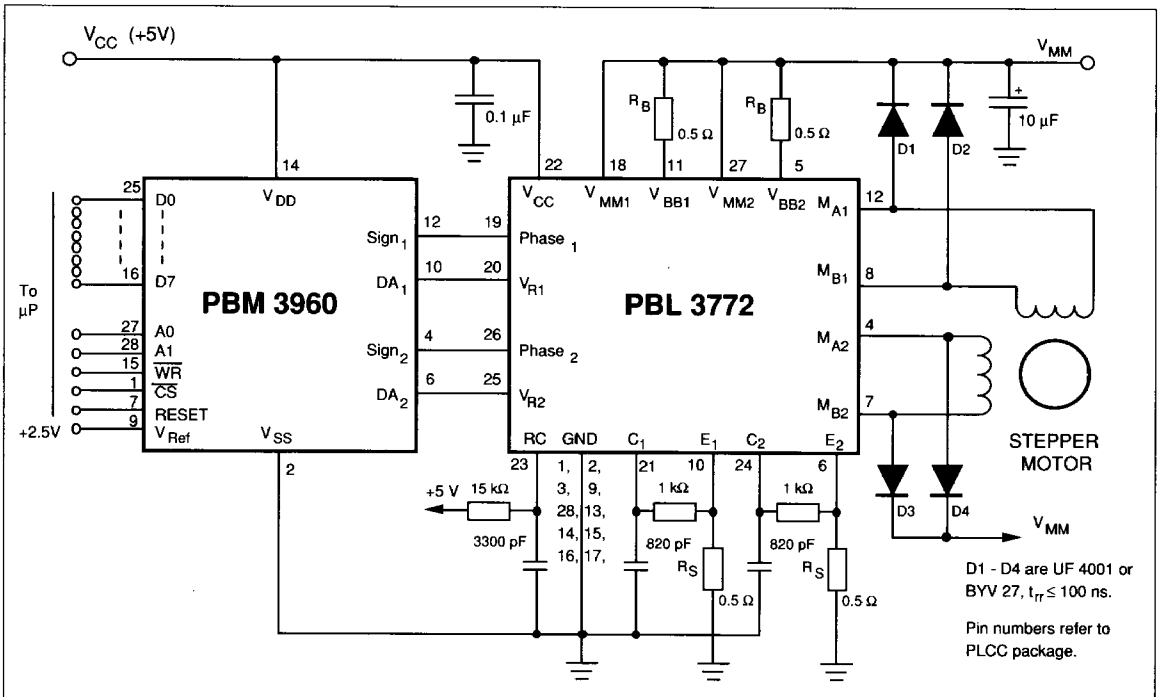 V_CC (+5V)
V_MM
0.1 µF
R_B
0.5 Ω
R_B
0.5 Ω
D1
D2
+
10 µF
14
22
18
11
27
5
V_DD
V_CC
V_MM1
V_BB1
V_MM2
V_BB2
25
D0
16
D7
To
µP
27
A0
28
A1
15
WR
1
CS
7
RESET
9
V_Ref
+2.5V
PBM 3960
Sign_1
12
DA_1
10
Sign_2
4
DA_2
6
V_SS
2
19
Phase_1
20
V_R1
26
Phase_2
25
V_R2
PBL 3772
M_A1
12
M_B1
8
M_A2
4
M_B2
7
RC
GND
C_1
E_1
C_2
E_2
23
1, 2,
3, 9,
28, 13,
14, 15,
16, 17,
21
10
24
6
+5 V
15 kΩ
3300 pF
1 kΩ
820 pF
R_S
0.5 Ω
1 kΩ
820 pF
R_S
0.5 Ω
STEPPER
MOTOR
D3
D4
V_MM
D1 - D4 are UF 4001 or
BYV 27, t_rr ≤ 100 ns.
Pin numbers refer to
PLCC package.